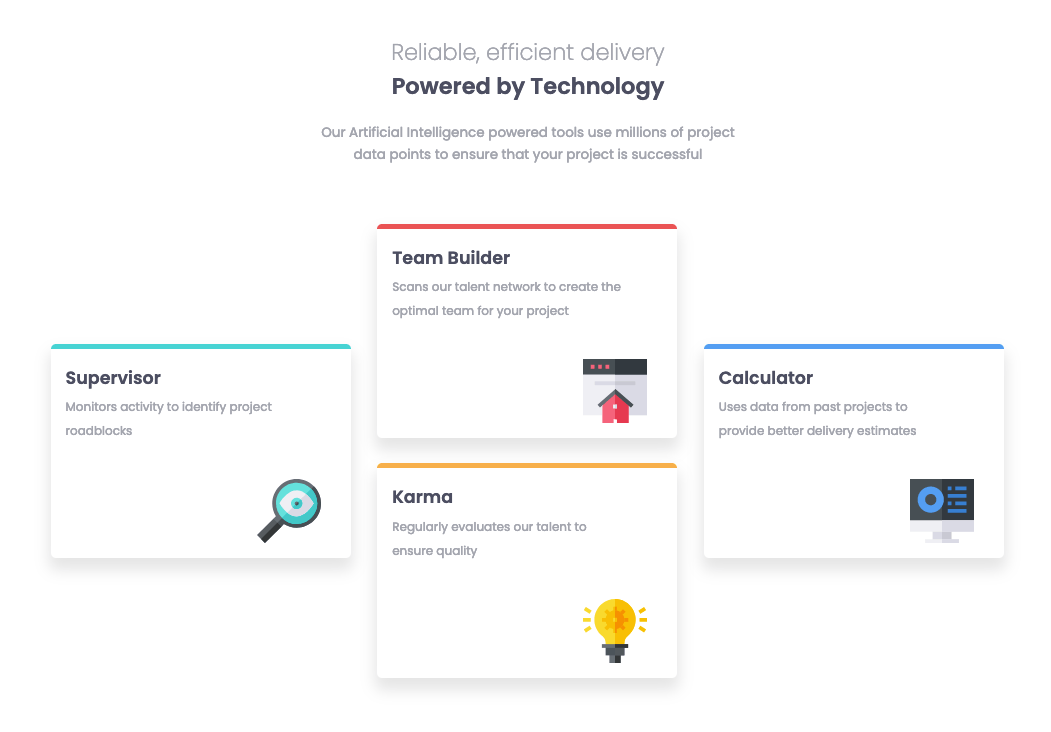 Reliable, efficient delivery
Powered by Technology
Our Artificial Intelligence powered tools use millions of project
data points to ensure that your project is successful
Supervisor
Monitors activity to identify project
roadblocks
Team Builder
Scans our talent network to create the
optimal team for your project
Karma
Regularly evaluates our talent to
ensure quality
Calculator
Uses data from past projects to
provide better delivery estimates